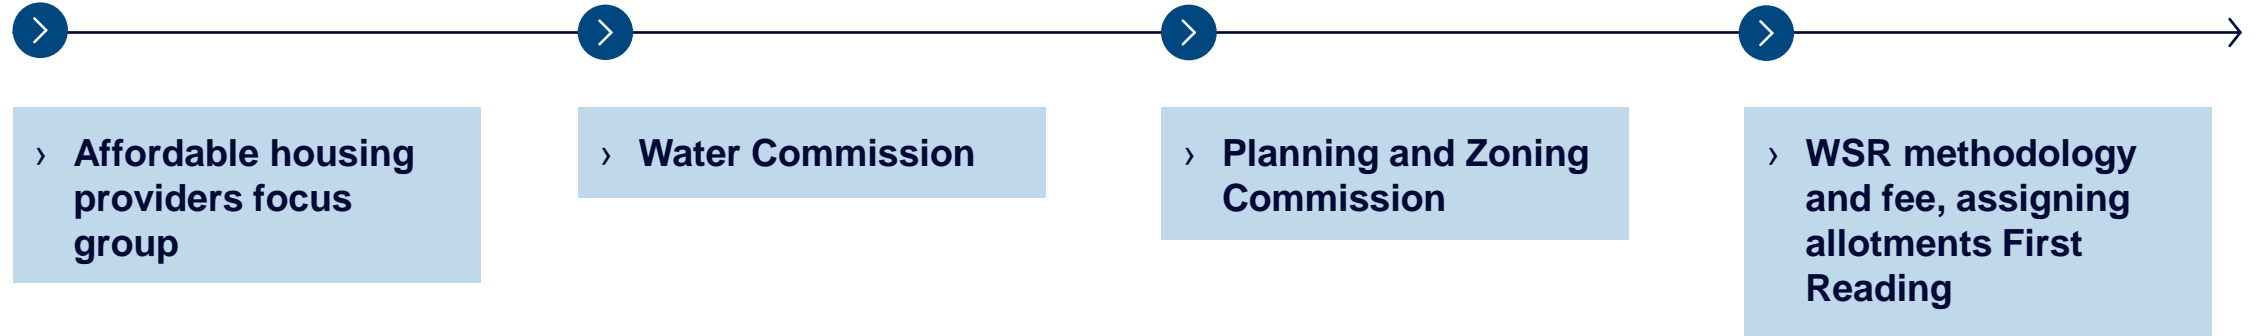 › Affordable housing
providers focus
group
› Water Commission
› Planning and Zoning
Commission
› WSR methodology
and fee, assigning
allotments First
Reading